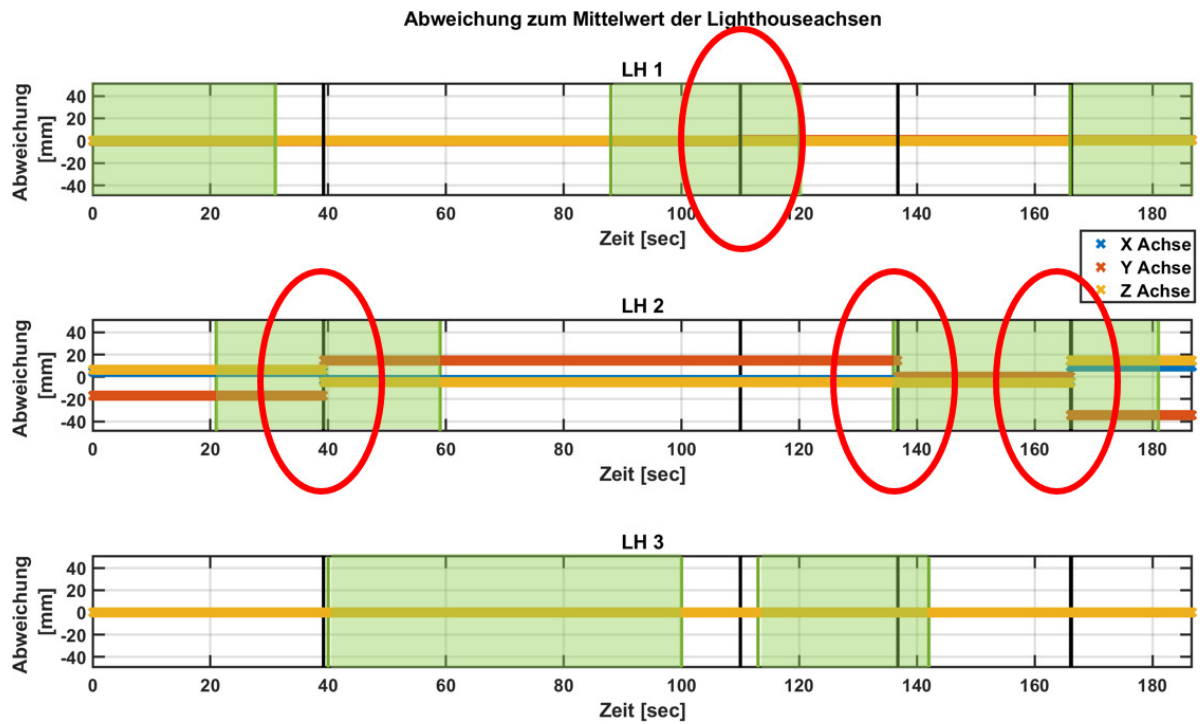 Abweichung zum Mittelwert der Lighthouseachsen
LH 1
Abweichung
[mm]
40
20
0
-20
-40
0 20 40 60 80 100 120 140 160 180
Zeit [sec]
X Achse
Y Achse
Z Achse
LH 2
Abweichung
[mm]
40
20
0
-20
-40
0 20 40 60 80 100 120 140 160 180
Zeit [sec]
LH 3
Abweichung
[mm]
40
20
0
-20
-40
0 20 40 60 80 100 120 140 160 180
Zeit [sec]